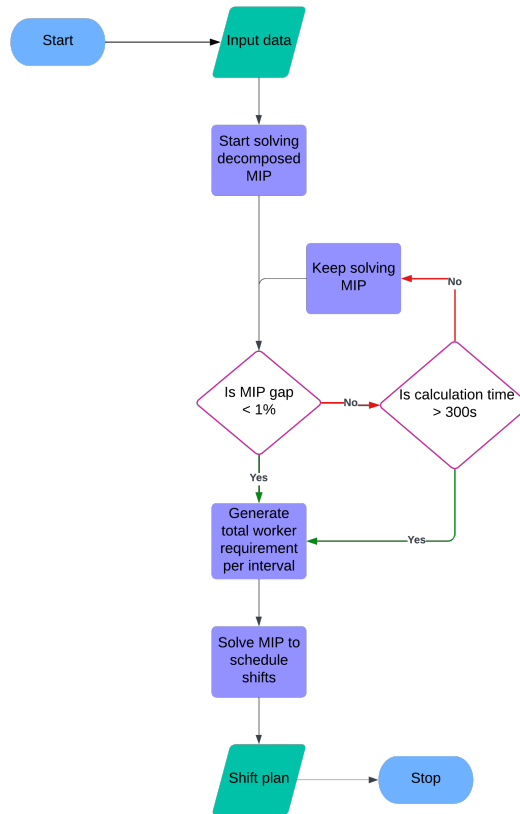 Start
Input data
Start solving
decomposed
MIP
Keep solving
MIP
No
Is MIP gap
< 1%
No
Is calculation time
> 300s
Yes
Generate
total worker
requirement
per interval
Yes
Solve MIP to
schedule
shifts
Shift plan
Stop